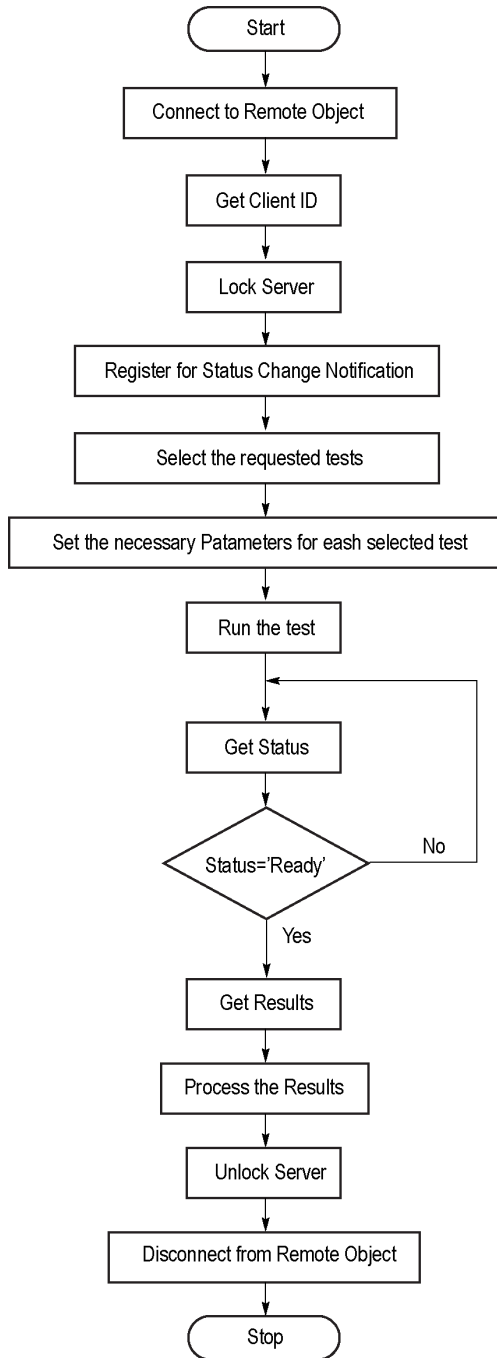 Start
Connect to Remote Object
Get Client ID
Lock Server
Register for Status Change Notification
Select the requested tests
Set the necessary Patameters for eash selected test
Run the test
Get Status
Status='Ready'
No
Yes
Get Results
Process the Results
Unlock Server
Disconnect from Remote Object
Stop